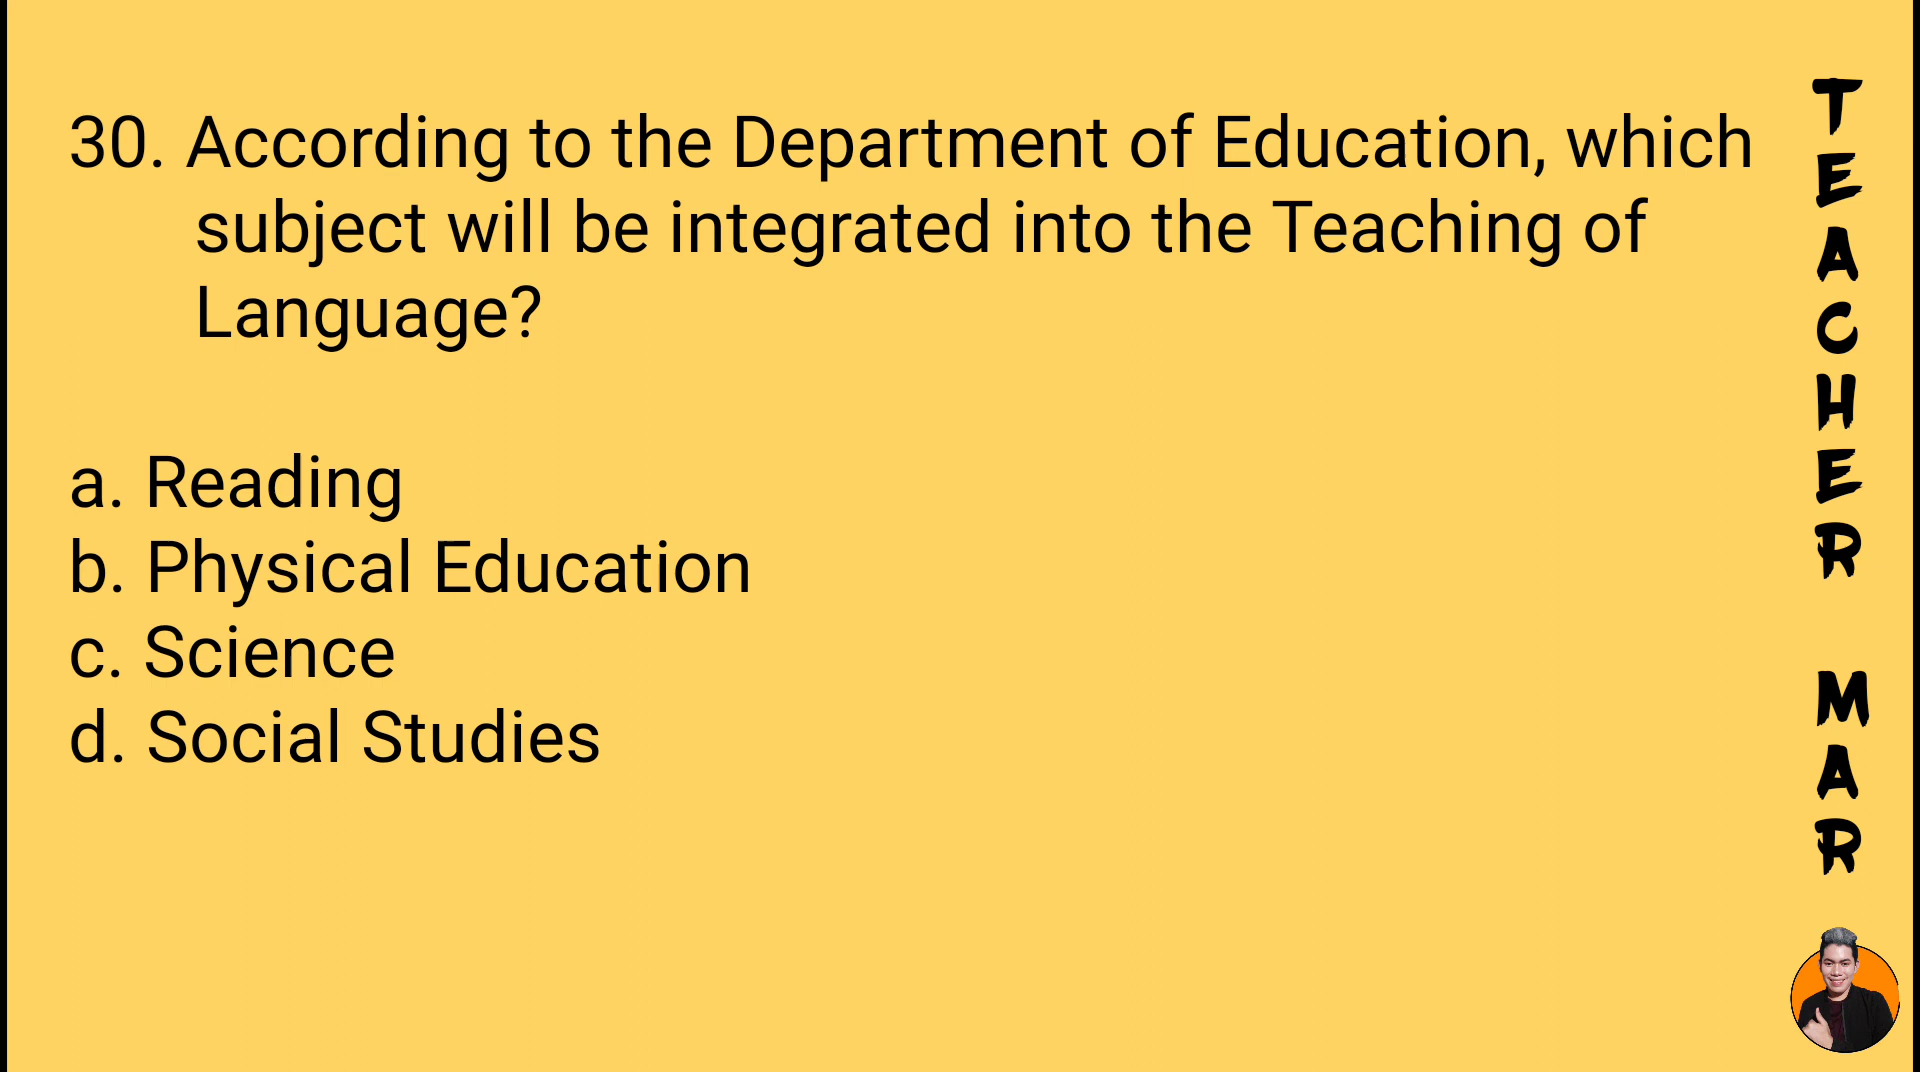 30. According to the Department of Education, which
subject will be integrated into the Teaching of
Language?
a. Reading
b. Physical Education
c. Science
d. Social Studies
TEACHER MAR